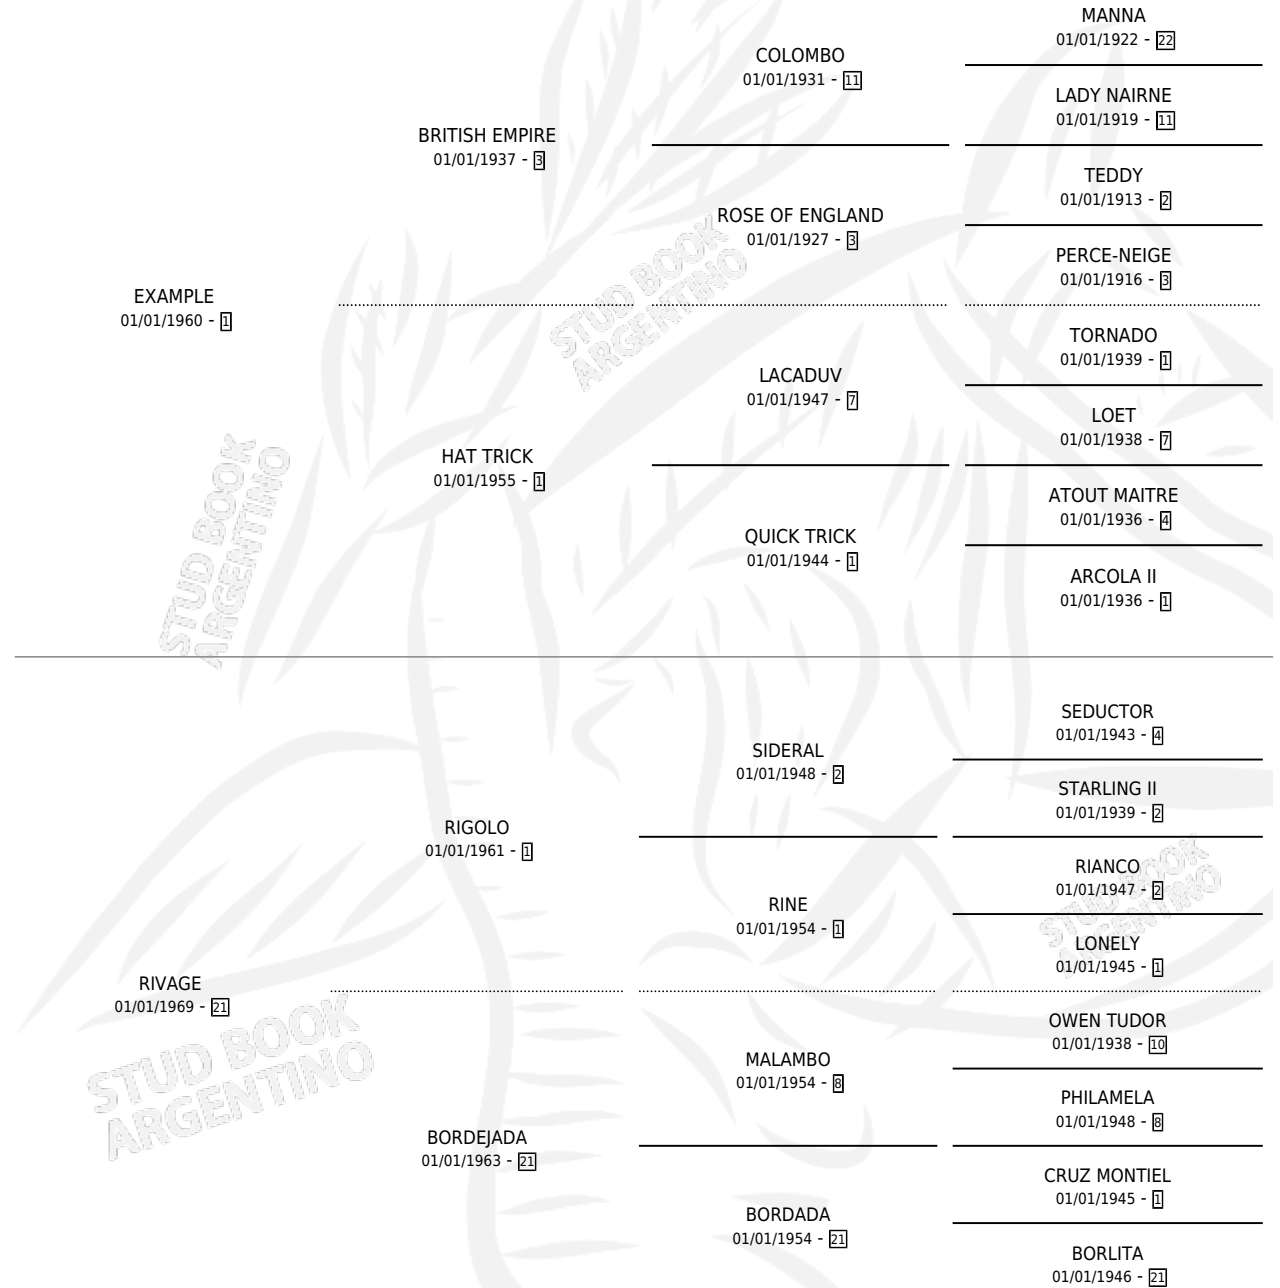 MANNA
01/01/1922 - 22
COLOMBO
01/01/1931 - 11
LADY NAIRNE
01/01/1919 - 11
BRITISH EMPIRE
01/01/1937 - 3
TEDDY
01/01/1913 - 2
ROSE OF ENGLAND
01/01/1927 - 3
PERCE-NEIGE
01/01/1916 - 3
EXAMPLE
01/01/1960 - 1
TORNADO
01/01/1939 - 1
LACADUV
01/01/1947 - 7
LOET
01/01/1938 - 7
HAT TRICK
01/01/1955 - 1
ATOUT MAITRE
01/01/1936 - 4
QUICK TRICK
01/01/1944 - 1
ARCOLA II
01/01/1936 - 1
SEDUCTOR
01/01/1943 - 4
SIDERAL
01/01/1948 - 2
STARLING II
01/01/1939 - 2
RIGOLO
01/01/1961 - 1
RIANCO
01/01/1947 - 2
RINE
01/01/1954 - 1
LONELY
01/01/1945 - 1
RIVAGE
01/01/1969 - 21
OWEN TUDOR
01/01/1938 - 10
MALAMBO
01/01/1954 - 8
PHILAMELA
01/01/1948 - 8
BORDEJADA
01/01/1963 - 21
CRUZ MONTIEL
01/01/1945 - 1
BORDADA
01/01/1954 - 21
BORLITA
01/01/1946 - 21
STUD BOOK
ARGENTINO
STUD BOOK
ARGENTINO
STUD BOOK
ARGENTINO
STUD BOOK
ARGENTINO